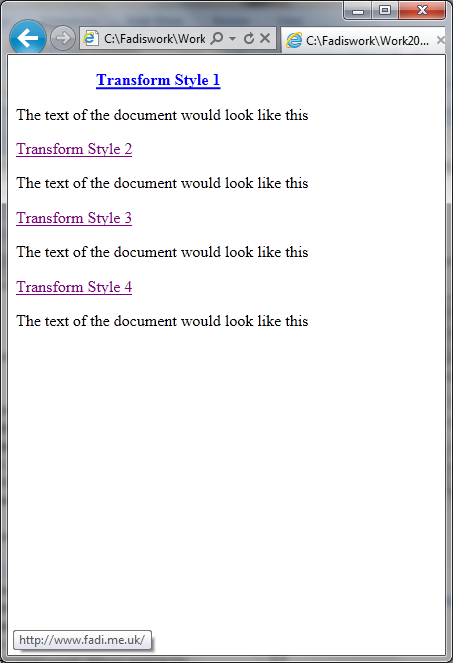 C:\Fadiswork\Work
C:\Fadiswork\Work20...
Transform Style 1
The text of the document would look like this
Transform Style 2
The text of the document would look like this
Transform Style 3
The text of the document would look like this
Transform Style 4
The text of the document would look like this
http://www.fadi.me.uk/